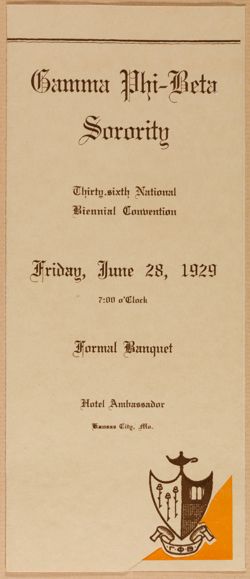 Gamma Phi-Beta
Sorority
Thirty-sixth National
Biennial Convention
Friday, June 28, 1929
7:00 o'Clock
Formal Banquet
Hotel Ambassador
Kansas City, Mo.
ΓΦΒ